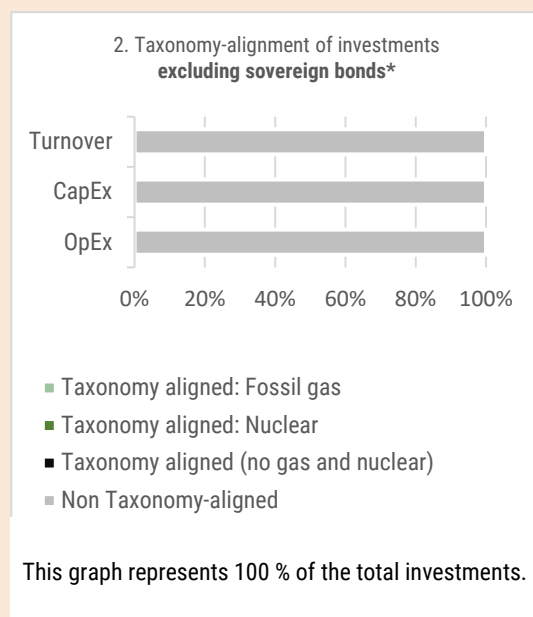 2. Taxonomy-alignment of investments
excluding sovereign bonds*
Turnover
CapEx
OpEx
0% 20% 40% 60% 80% 100%
Taxonomy aligned: Fossil gas
Taxonomy aligned: Nuclear
Taxonomy aligned (no gas and nuclear)
Non Taxonomy-aligned
This graph represents 100 % of the total investments.